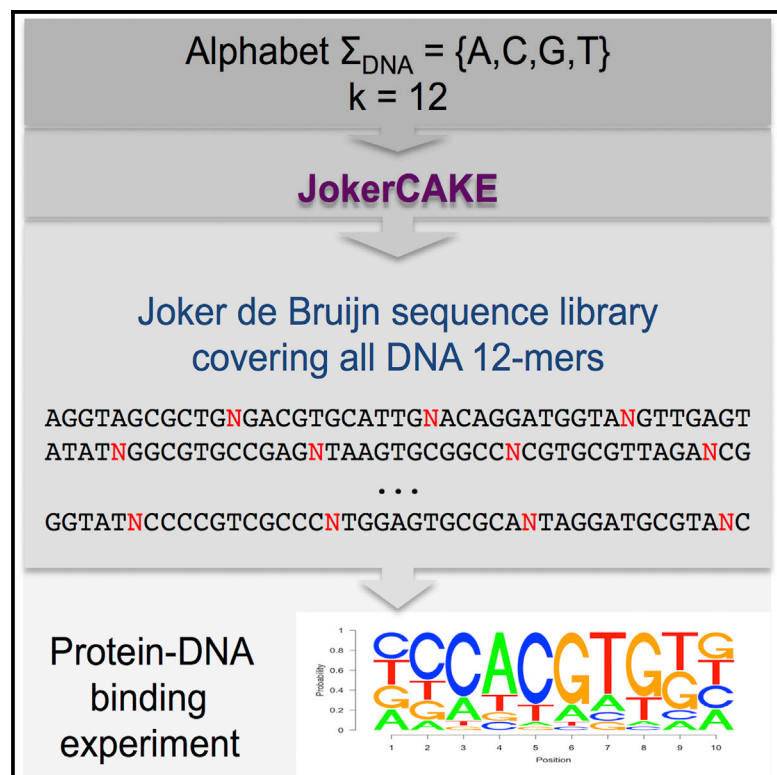 Alphabet Σ_DNA = {A,C,G,T}
k = 12
JokerCAKE
Joker de Bruijn sequence library
covering all DNA 12-mers
AGGTAGCGCTGNGACGTGCATTGNACAGGATGGTANGTTGAGT
ATATNGGCGTGCCGAGNTAAGTGCGGCCNCGTGCGTTAGANCG
...
GGTATNCCCCGTCGCCCNTGGAGTGCGCANTAGGATGCGTANC
Protein-DNA
binding
experiment
Probability
1
0.8
0.6
0.4
0.2
0
CCCACGTGTG
1 2 3 4 5 6 7 8 9 10
Position